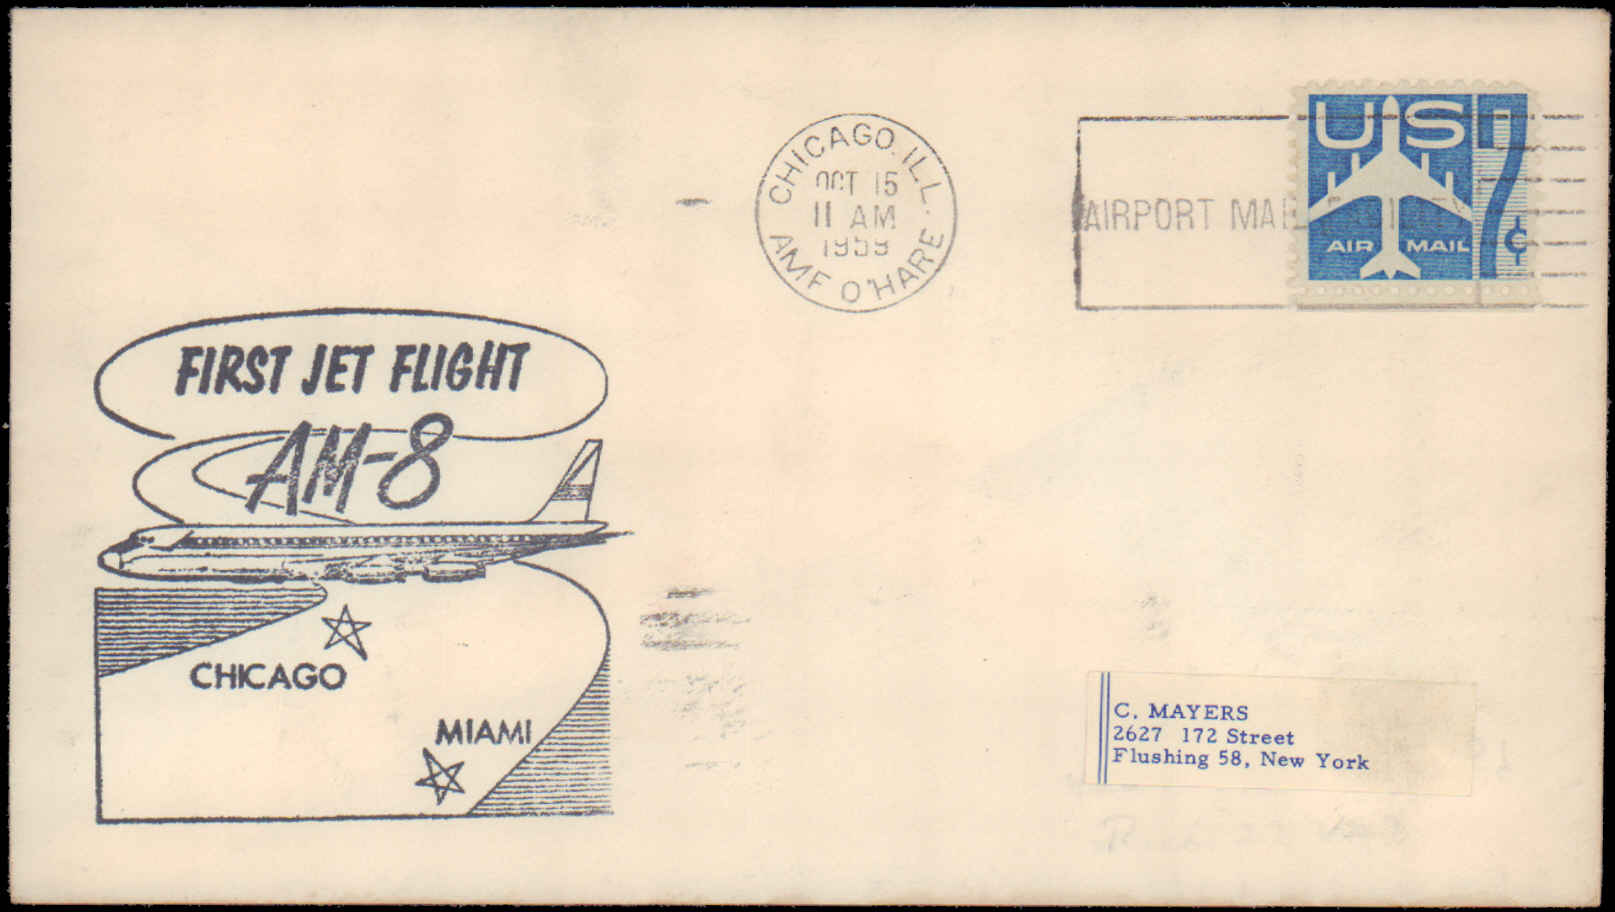 CHICAGO. ILL.
OCT 15
11 AM
1959
AMF O'HARE
AIRPORT MAIL
US 7¢
AIR MAIL
FIRST JET FLIGHT
AM-8
CHICAGO
MIAMI
C. MAYERS
2627 172 Street
Flushing 58, New York